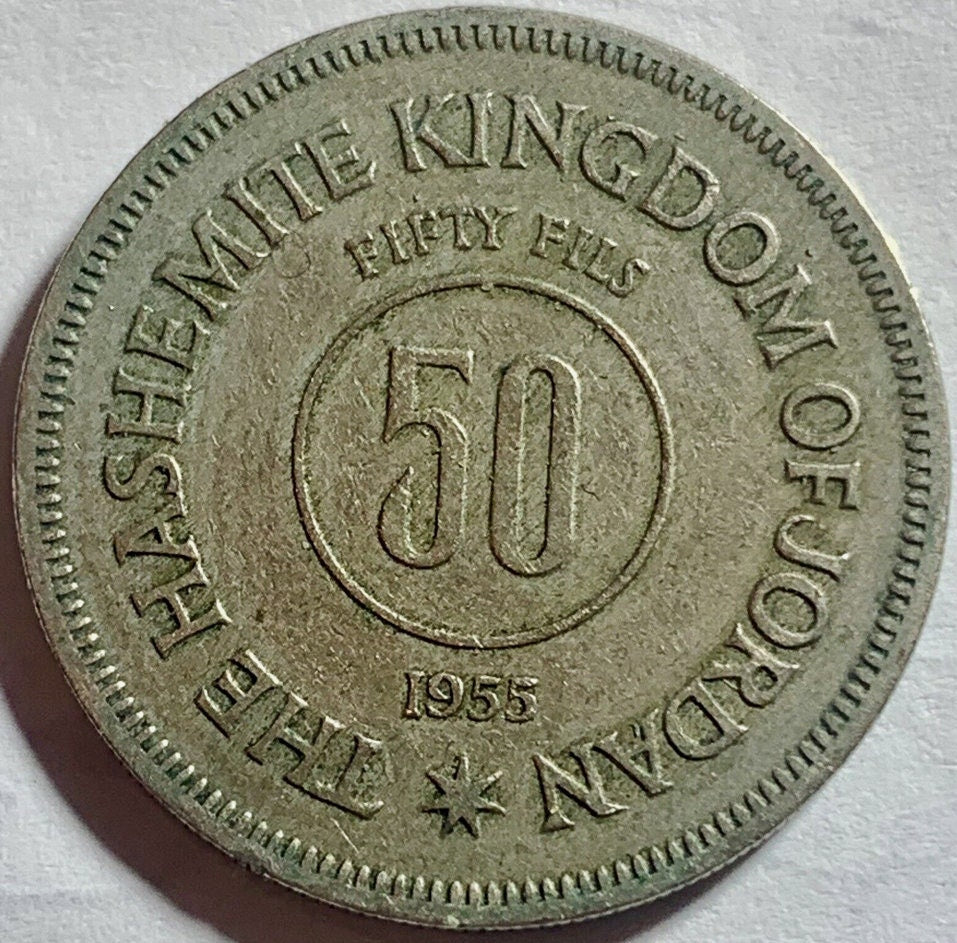 THE HASHEMITE KINGDOM OF JORDAN
FIFTY FILS
50
1955